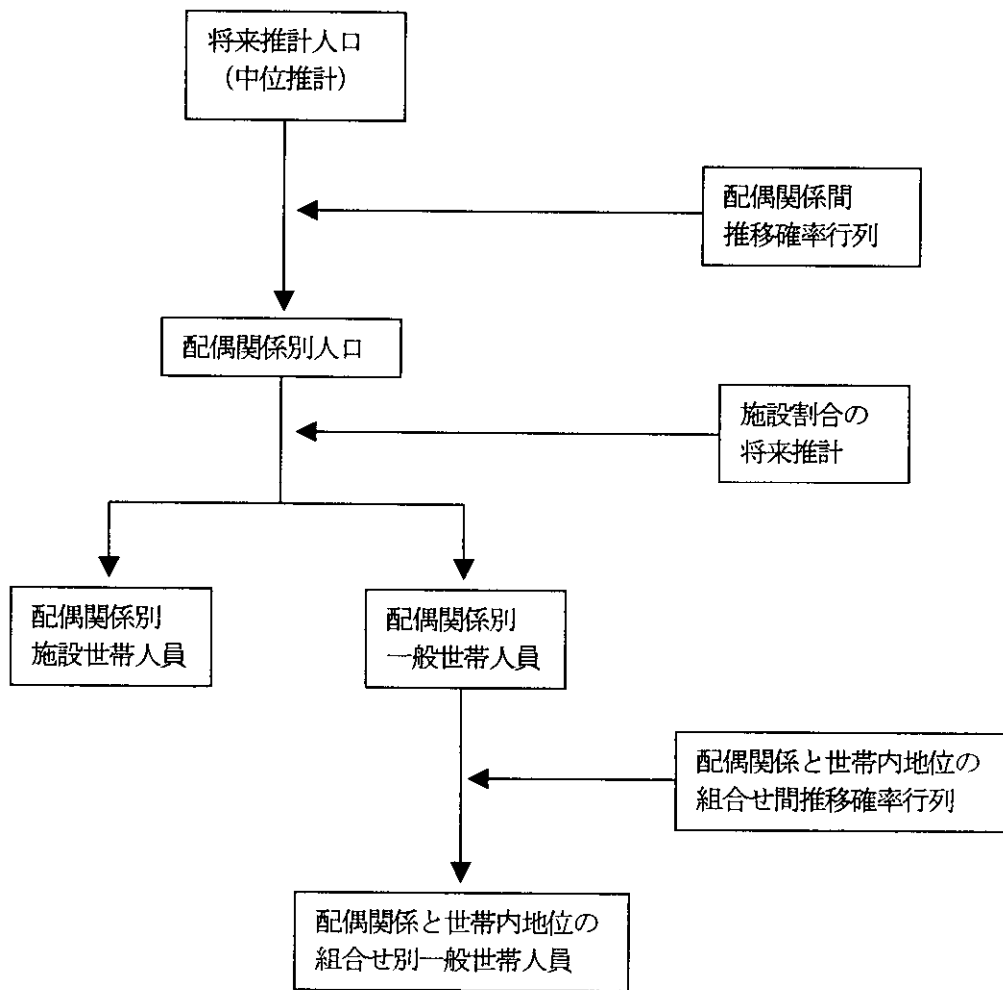 将来推計人口
（中位推計）
配偶関係間
推移確率行列
配偶関係別人口
施設割合の
将来推計
配偶関係別
施設世帯人員
配偶関係別
一般世帯人員
配偶関係と世帯内地位の
組合せ間推移確率行列
配偶関係と世帯内地位の
組合せ別一般世帯人員